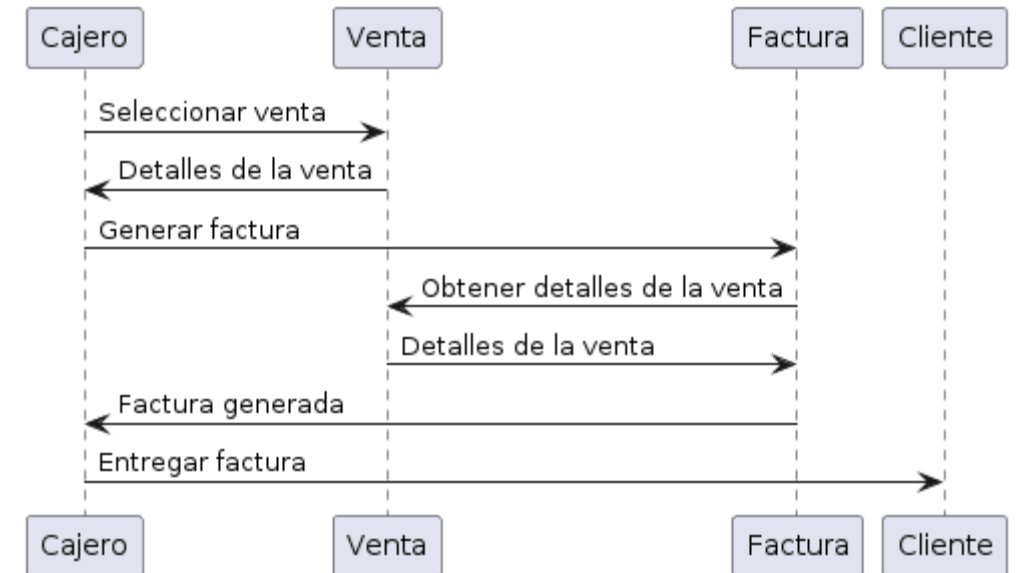 Cajero Venta Factura Cliente
Seleccionar venta
Detalles de la venta
Generar factura
Obtener detalles de la venta
Detalles de la venta
Factura generada
Entregar factura
Cajero Venta Factura Cliente